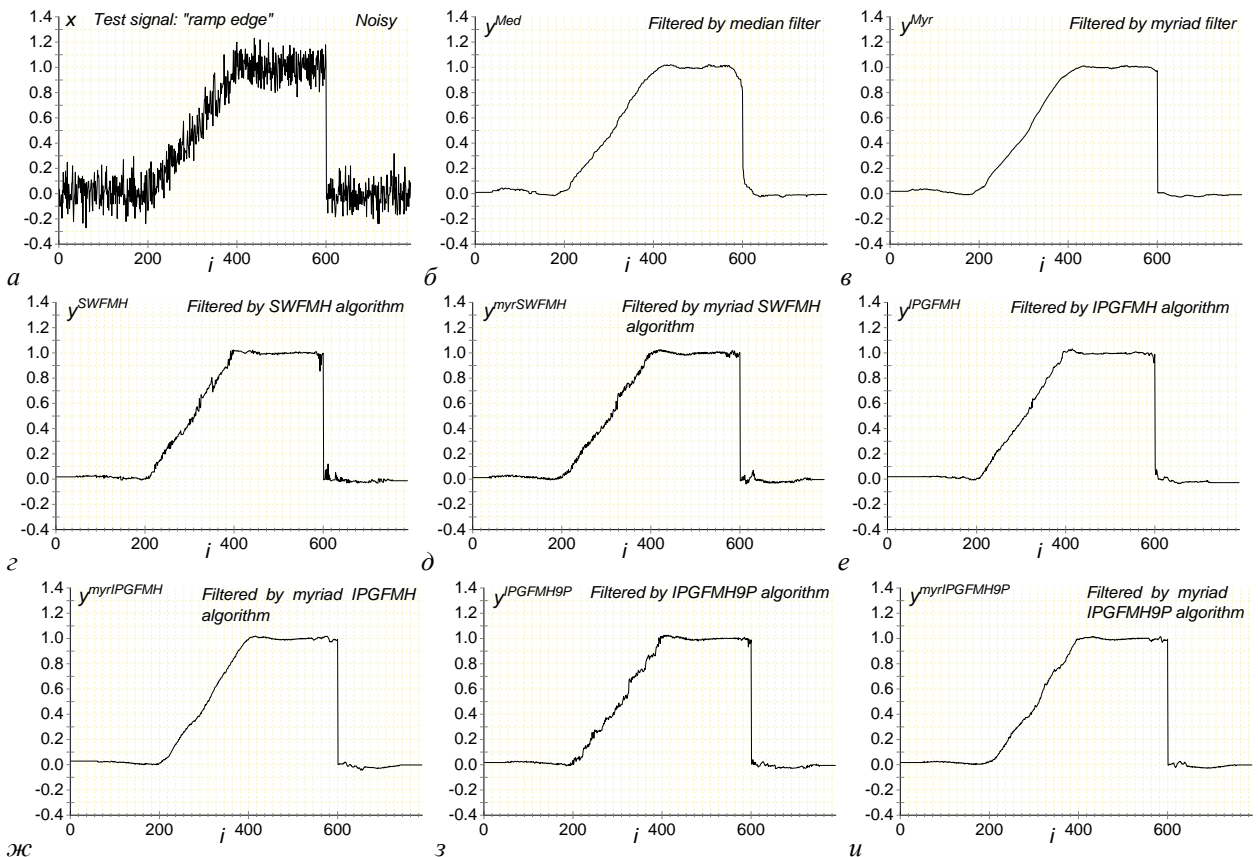 x Test signal: "ramp edge" Noisy
1.4
1.2
1.0
0.8
0.6
0.4
0.2
0.0
-0.2
-0.4
0 200 400 600
i
а
y^Med Filtered by median filter
1.4
1.2
1.0
0.8
0.6
0.4
0.2
0.0
-0.2
-0.4
0 200 400 600
i
б
y^Myr Filtered by myriad filter
1.4
1.2
1.0
0.8
0.6
0.4
0.2
0.0
-0.2
-0.4
0 200 400 600
i
в
y^SWFMH Filtered by SWFMH algorithm
1.4
1.2
1.0
0.8
0.6
0.4
0.2
0.0
-0.2
-0.4
0 200 400 600
i
г
y^myrSWFMH Filtered by myriad SWFMH
algorithm
1.4
1.2
1.0
0.8
0.6
0.4
0.2
0.0
-0.2
-0.4
0 200 400 600
i
д
y^IPGFMH Filtered by IPGFMH algorithm
1.4
1.2
1.0
0.8
0.6
0.4
0.2
0.0
-0.2
-0.4
0 200 400 600
i
е
y^myrIPGFMH Filtered by myriad IPGFMH
algorithm
1.4
1.2
1.0
0.8
0.6
0.4
0.2
0.0
-0.2
-0.4
0 200 400 600
i
ж
y^IPGFMH9P Filtered by IPGFMH9P algorithm
1.4
1.2
1.0
0.8
0.6
0.4
0.2
0.0
-0.2
-0.4
0 200 400 600
i
з
y^myrIPGFMH9P Filtered by myriad
IPGFMH9P algorithm
1.4
1.2
1.0
0.8
0.6
0.4
0.2
0.0
-0.2
-0.4
0 200 400 600
i
и